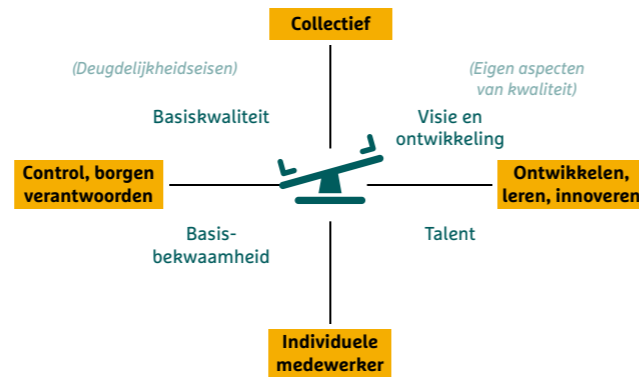 Collectief
(Deugdelijkheidseisen)
(Eigen aspecten
van kwaliteit)
Basiskwaliteit
Visie en
ontwikkeling
Control, borgen
verantwoorden
Ontwikkelen,
leren, innoveren
Basis-
bekwaamheid
Talent
Individuele
medewerker